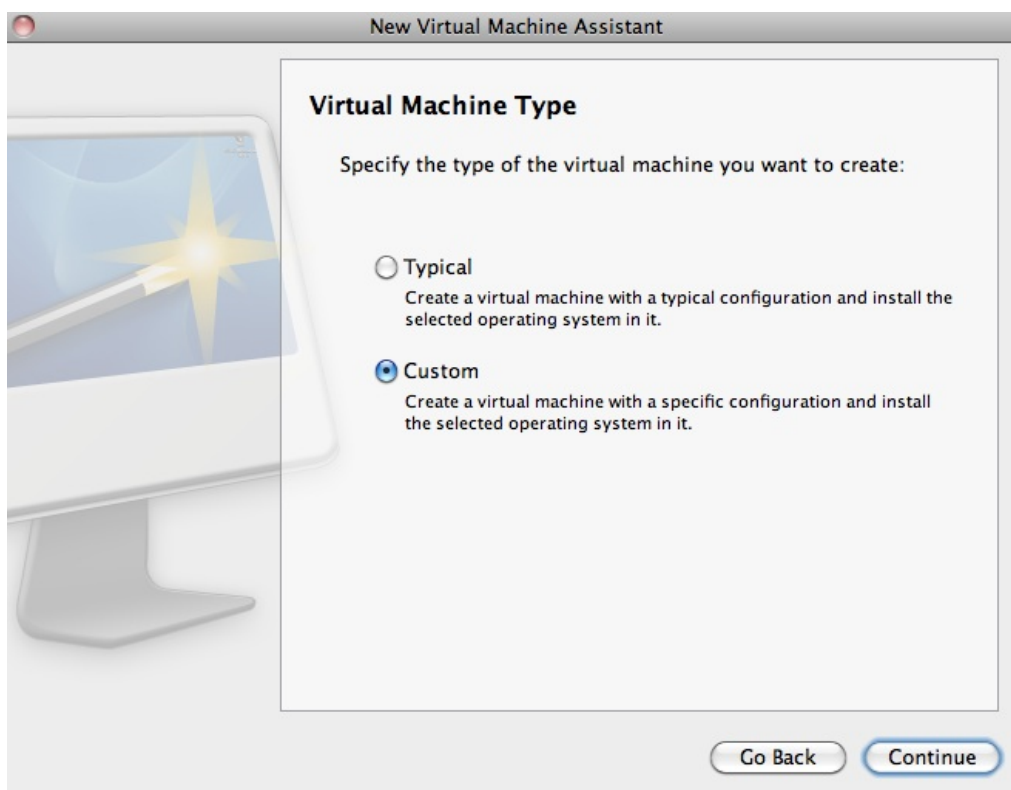 New Virtual Machine Assistant
Virtual Machine Type
Specify the type of the virtual machine you want to create:
Typical
Create a virtual machine with a typical configuration and install the
selected operating system in it.
Custom
Create a virtual machine with a specific configuration and install
the selected operating system in it.
Go Back
Continue